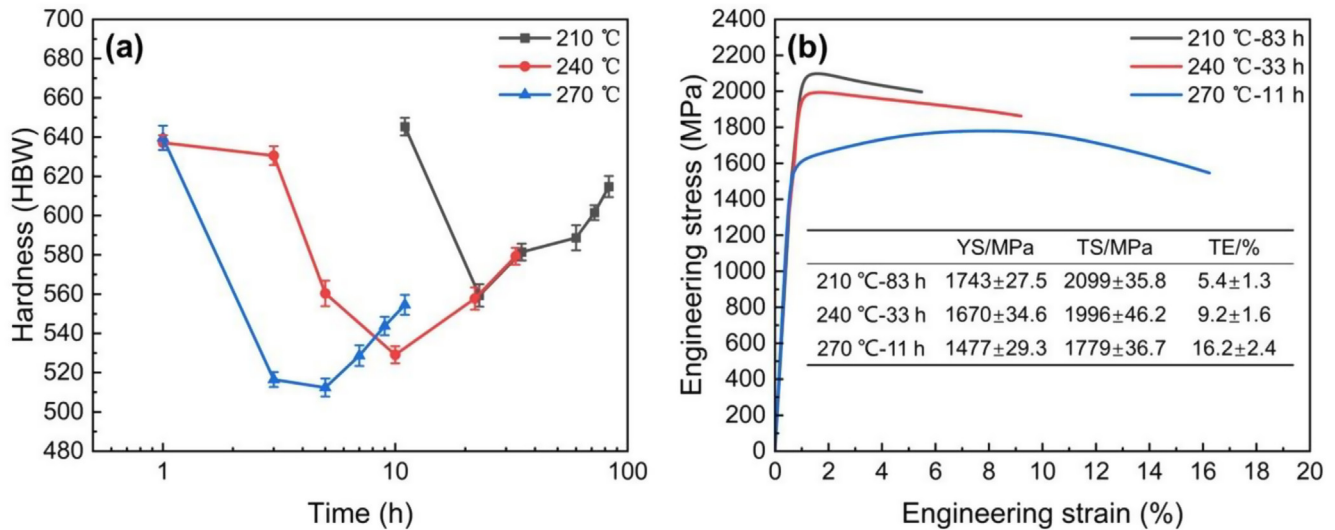 (a)
210 ℃
240 ℃
270 ℃
Hardness (HBW)
700
680
660
640
620
600
580
560
540
520
500
480
1
10
100
Time (h)
(b)
210 ℃-83 h
240 ℃-33 h
270 ℃-11 h
Engineering stress (MPa)
2400
2200
2000
1800
1600
1400
1200
1000
800
600
400
200
0
YS/MPa TS/MPa TE/%
210 ℃-83 h 1743±27.5 2099±35.8 5.4±1.3
240 ℃-33 h 1670±34.6 1996±46.2 9.2±1.6
270 ℃-11 h 1477±29.3 1779±36.7 16.2±2.4
0 2 4 6 8 10 12 14 16 18 20
Engineering strain (%)